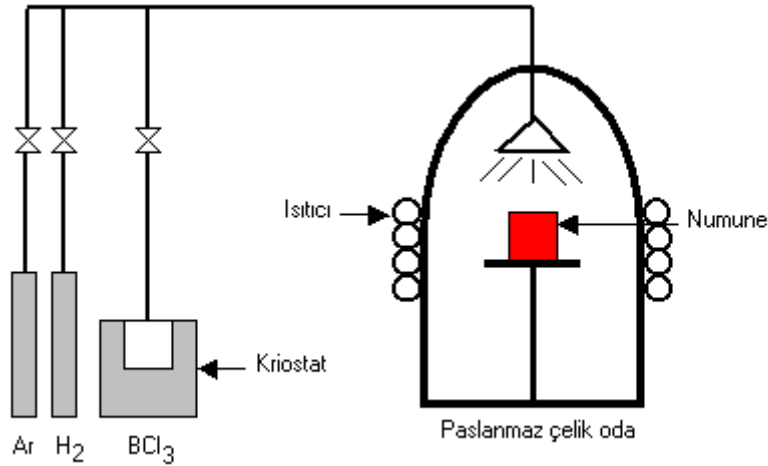 Isıtıcı
Numune
Kriostat
Ar H₂ BCl₃
Paslanmaz çelik oda